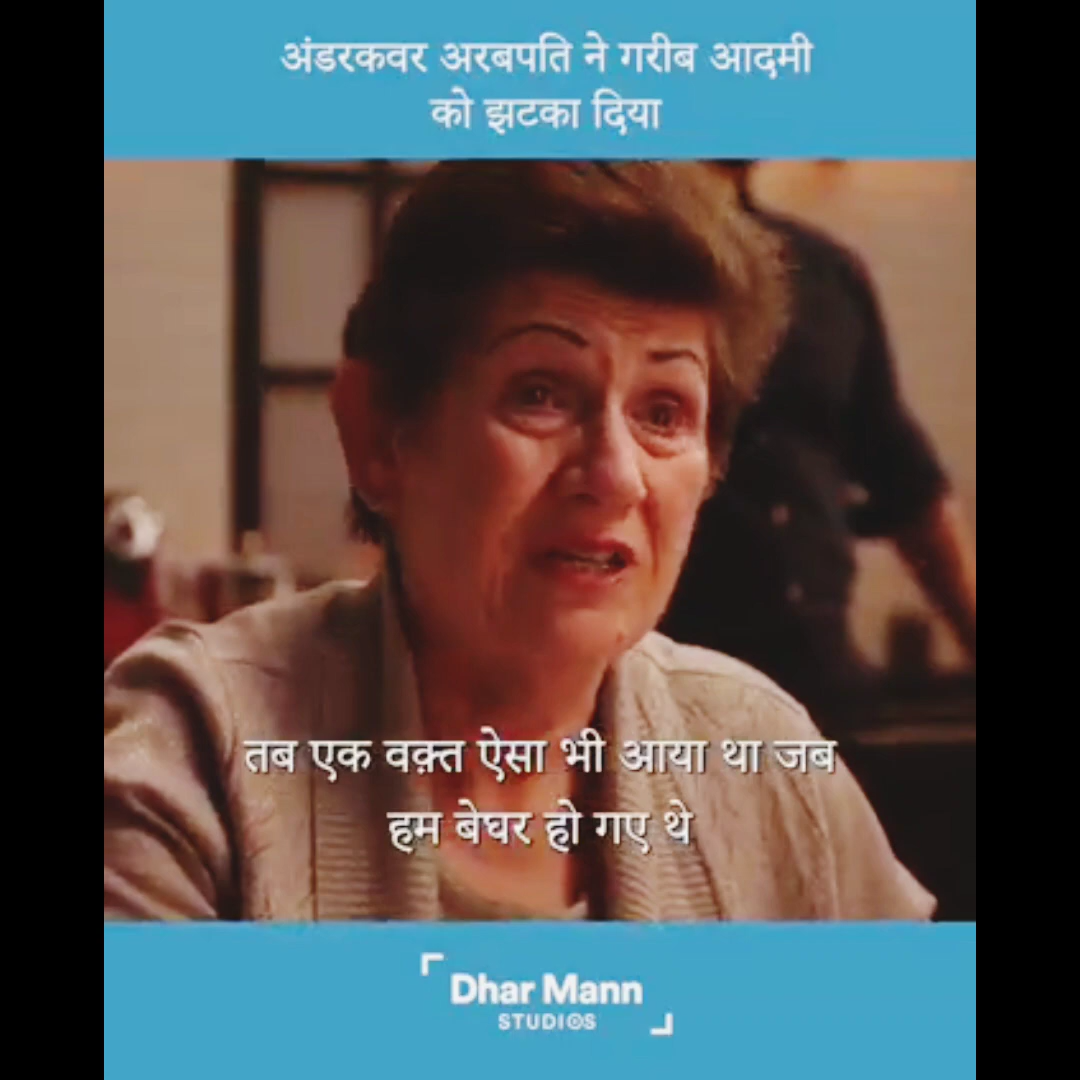 अंडरकवर अरबपति ने गरीब आदमी
को झटका दिया
तब एक वक़्त ऐसा भी आया था जब
हम बेघर हो गए थे
Dhar Mann
STUDIOS